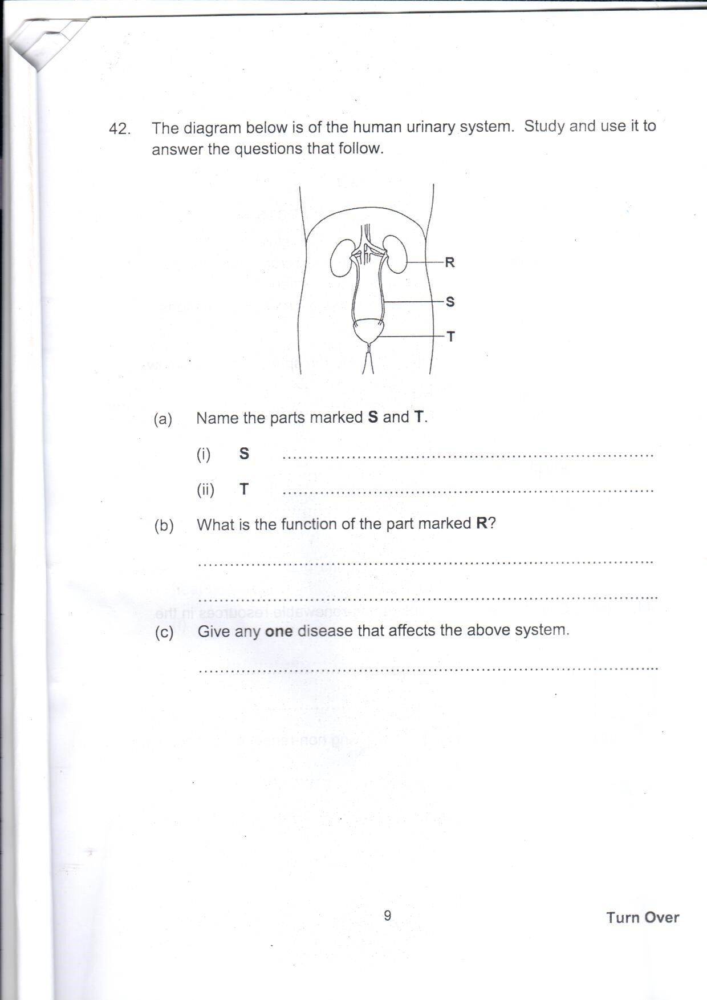 42. The diagram below is of the human urinary system. Study and use it to
answer the questions that follow.
R
S
T
(a) Name the parts marked S and T.
(i) S ..................................................
(ii) T ..................................................
(b) What is the function of the part marked R?
..................................................
..................................................
(c) Give any one disease that affects the above system.
..................................................
9
Turn Over